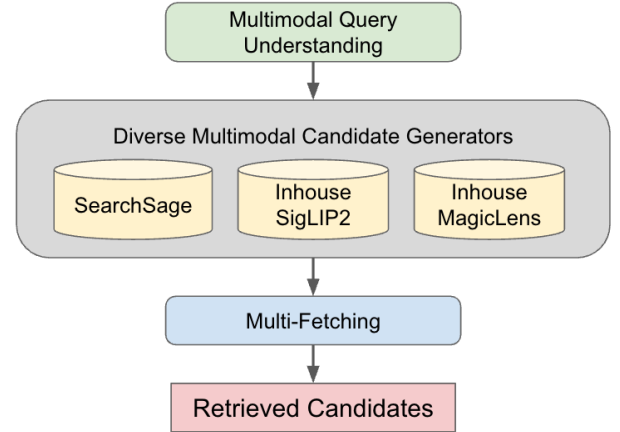 Multimodal Query
Understanding
Diverse Multimodal Candidate Generators
SearchSage
Inhouse
SigLIP2
Inhouse
MagicLens
Multi-Fetching
Retrieved Candidates